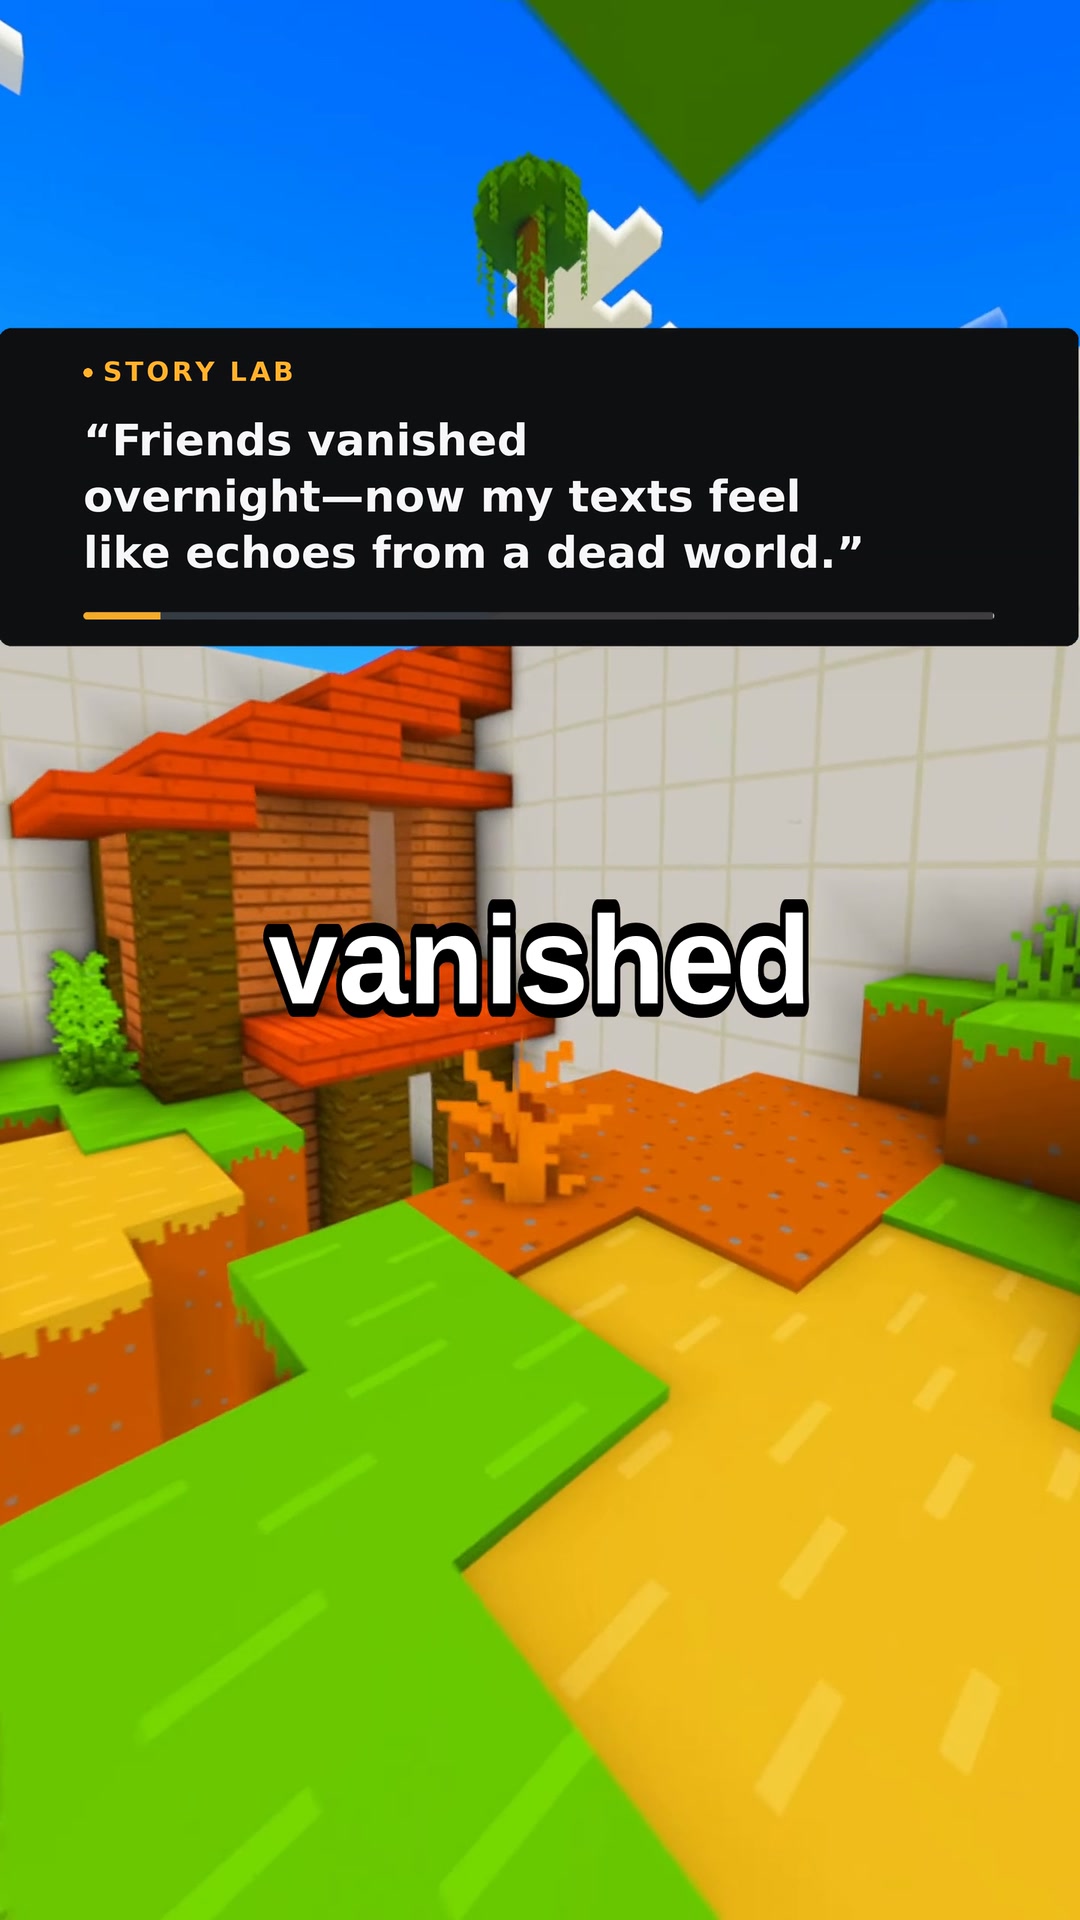 • STORY LAB
“Friends vanished
overnight—now my texts feel
like echoes from a dead world.”
vanished